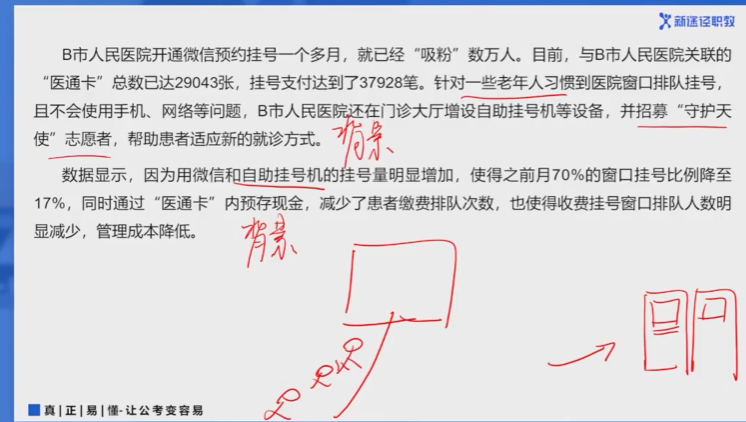 新途径职教
B市人民医院开通微信预约挂号一个多月，就已经“吸粉”数万人。目前，与B市人民医院关联的
“医通卡”总数已达29043张，挂号支付达到了37928笔。针对一些老年人习惯到医院窗口排队挂号，
且不会使用手机、网络等问题，B市人民医院还在门诊大厅增设自助挂号机等设备，并招募“守护天
使”志愿者，帮助患者适应新的就诊方式。
背景
数据显示，因为用微信和自助挂号机的挂号量明显增加，使得之前月70%的窗口挂号比例降至
17%，同时通过“医通卡”内预存现金，减少了患者缴费排队次数，也使得收费挂号窗口排队人数明
显减少，管理成本降低。
背景
真|正|易|懂-让公考变容易